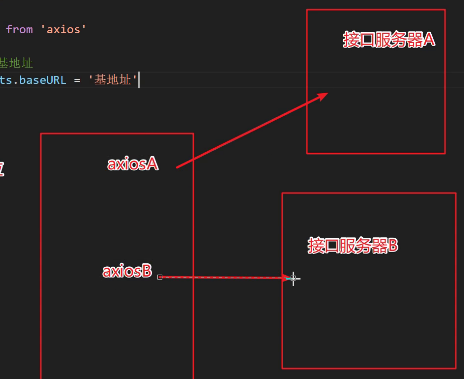 from 'axios'
基地址
ts.baseURL = '基地址'
接口服务器A
axiosA
接口服务器B
axiosB